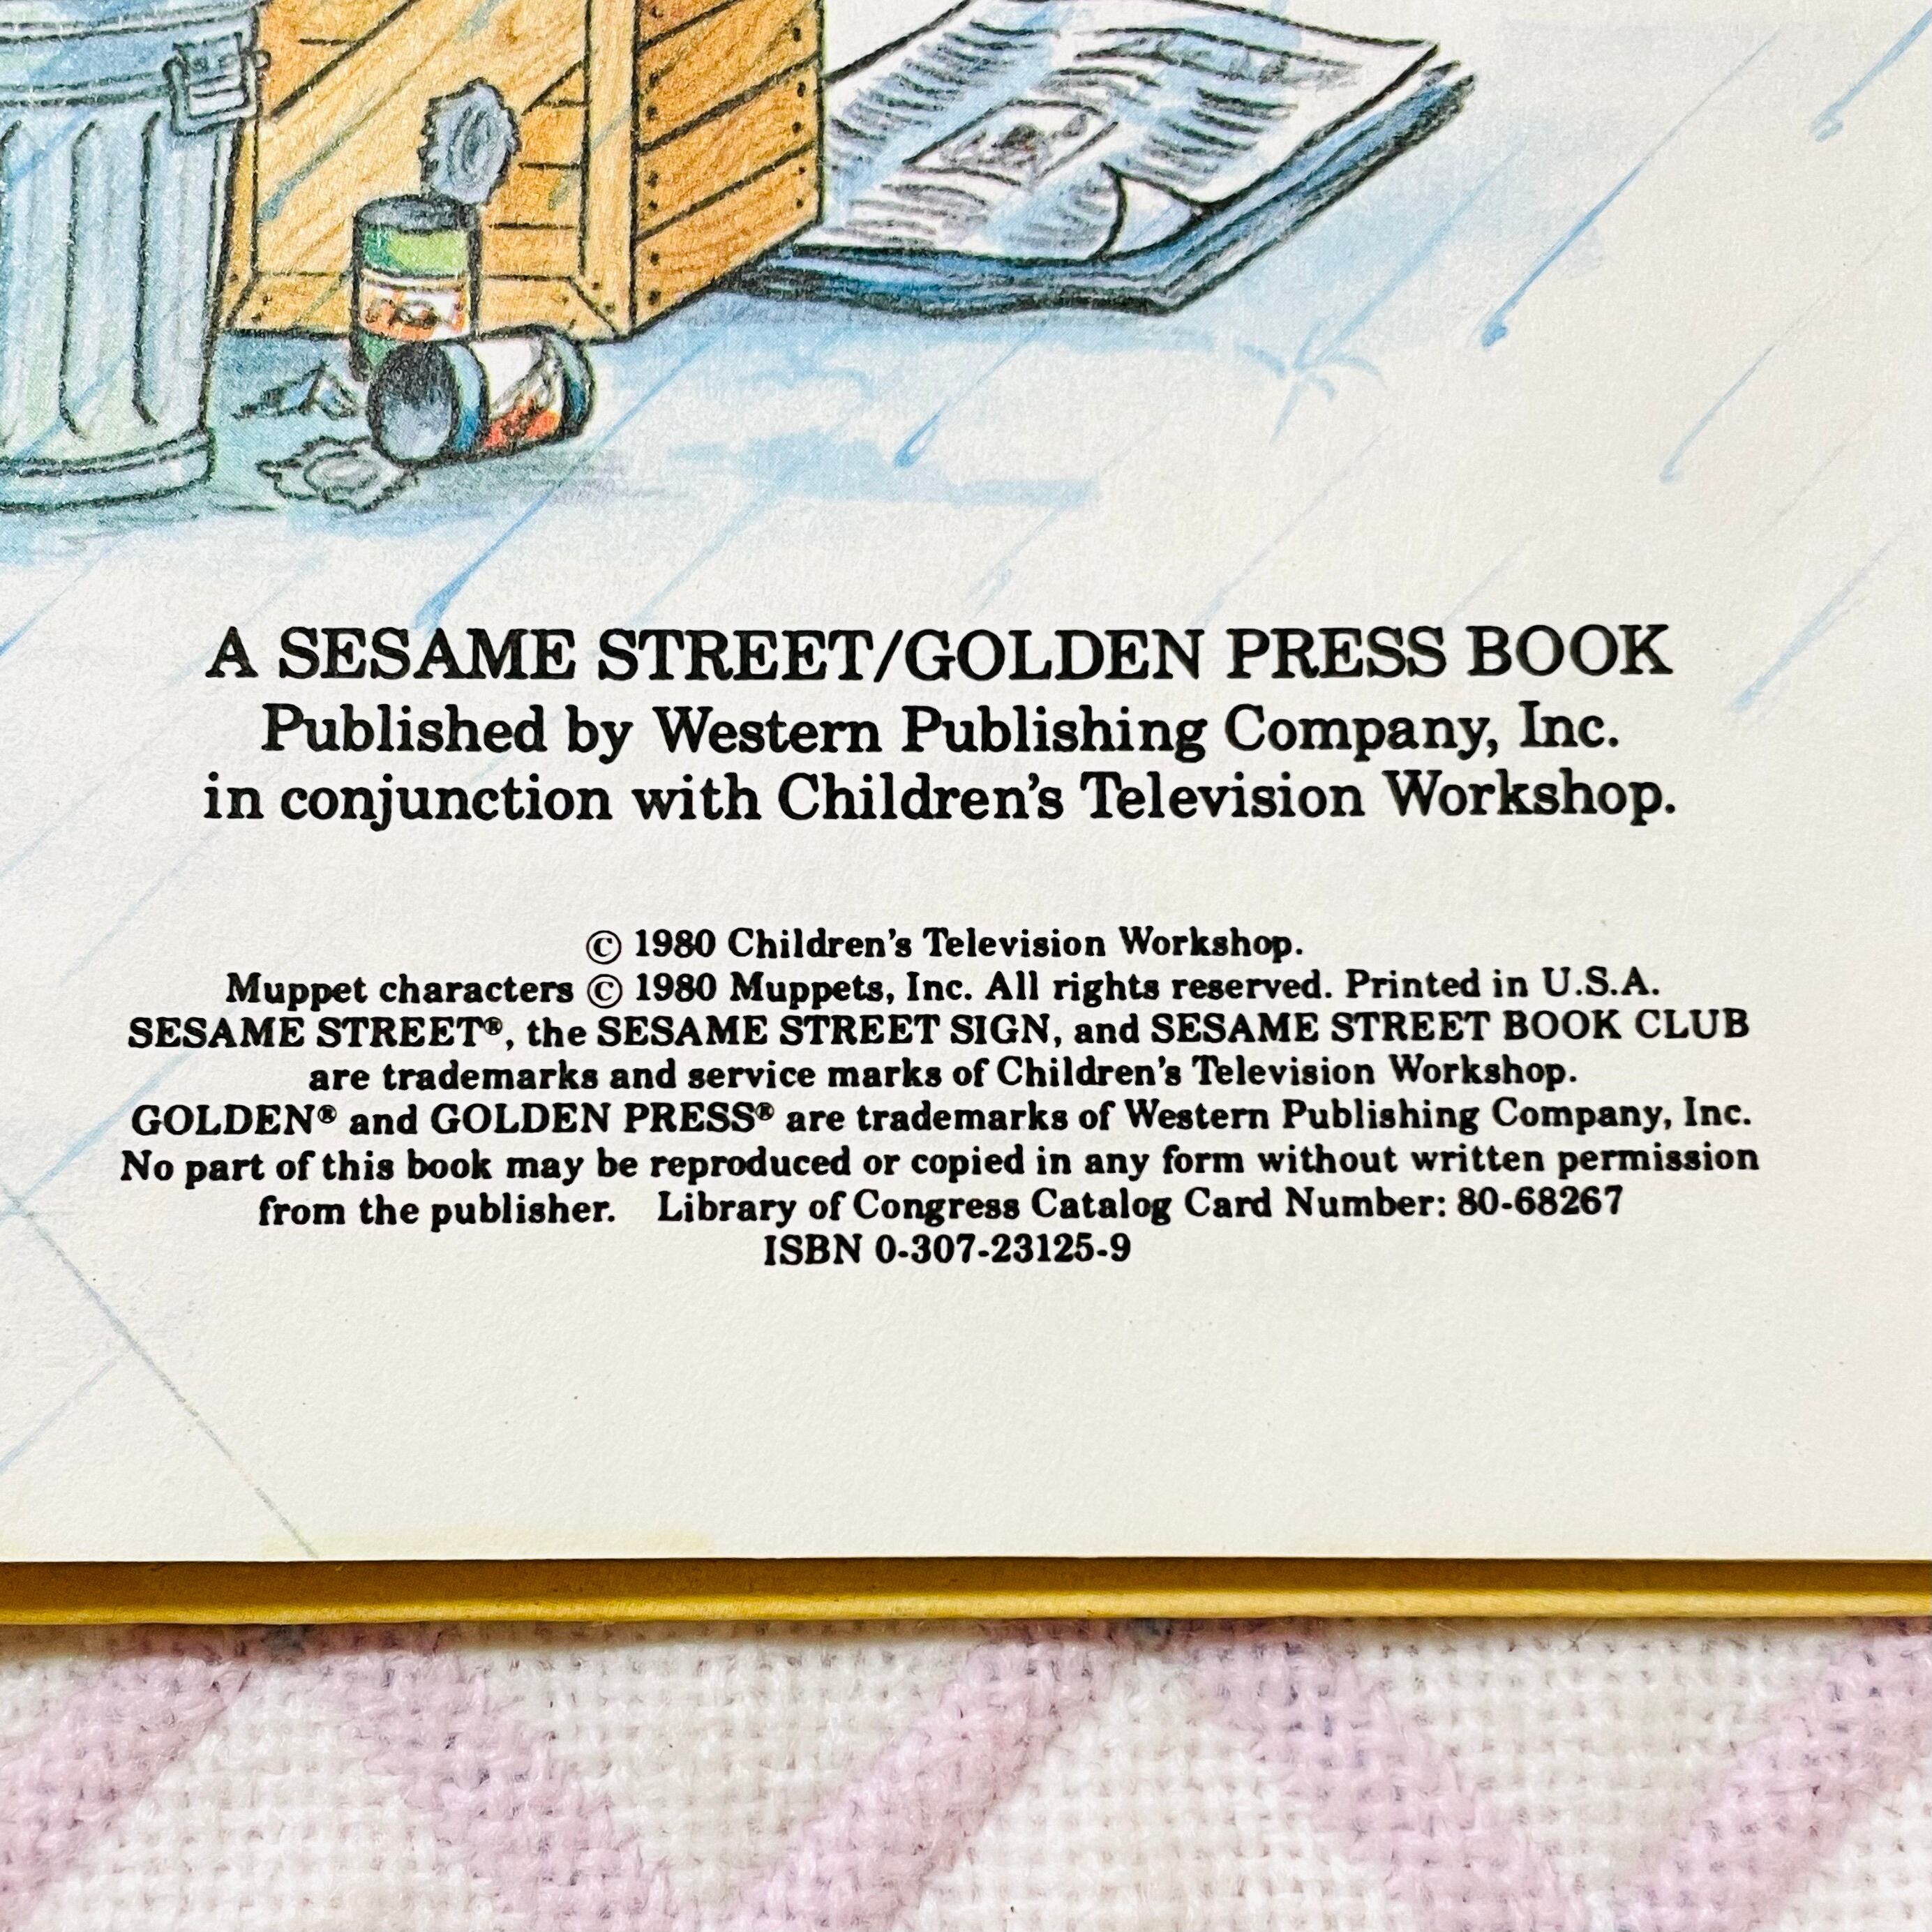 A SESAME STREET/GOLDEN PRESS BOOK
Published by Western Publishing Company, Inc.
in conjunction with Children's Television Workshop.
© 1980 Children's Television Workshop.
Muppet characters © 1980 Muppets, Inc. All rights reserved. Printed in U.S.A.
SESAME STREET®, the SESAME STREET SIGN, and SESAME STREET BOOK CLUB
are trademarks and service marks of Children's Television Workshop.
GOLDEN® and GOLDEN PRESS® are trademarks of Western Publishing Company, Inc.
No part of this book may be reproduced or copied in any form without written permission
from the publisher. Library of Congress Catalog Card Number: 80-68267
ISBN 0-307-23125-9